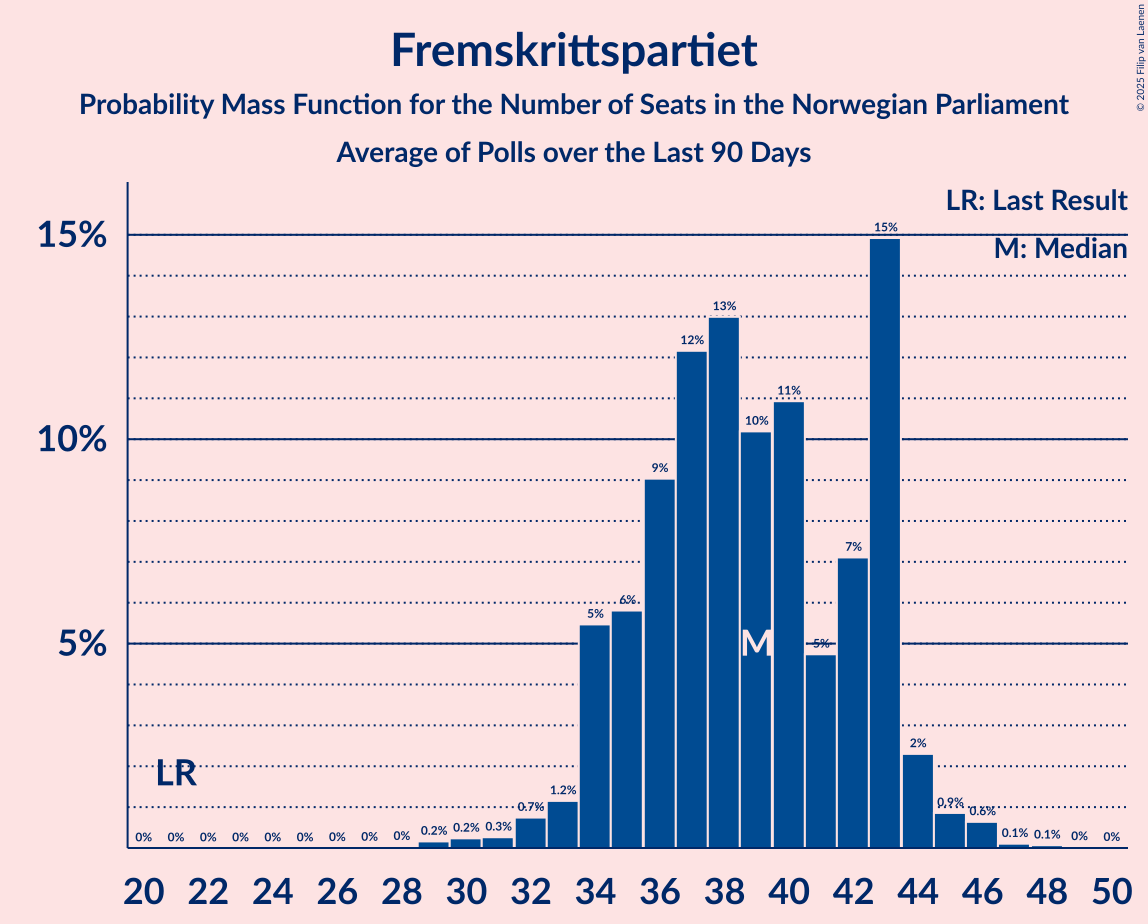 Fremskrittspartiet
Probability Mass Function for the Number of Seats in the Norwegian Parliament
Average of Polls over the Last 90 Days
© 2025 Filip van Laenen
LR: Last Result
M: Median
15%
10%
5%
LR
M
0% 0% 0% 0% 0% 0% 0% 0% 0% 0.2% 0.2% 0.3% 0.7% 1.2% 5% 6% 9% 12% 13% 10% 11% 5% 7% 15% 2% 0.9% 0.6% 0.1% 0.1% 0% 0%
20 22 24 26 28 30 32 34 36 38 40 42 44 46 48 50